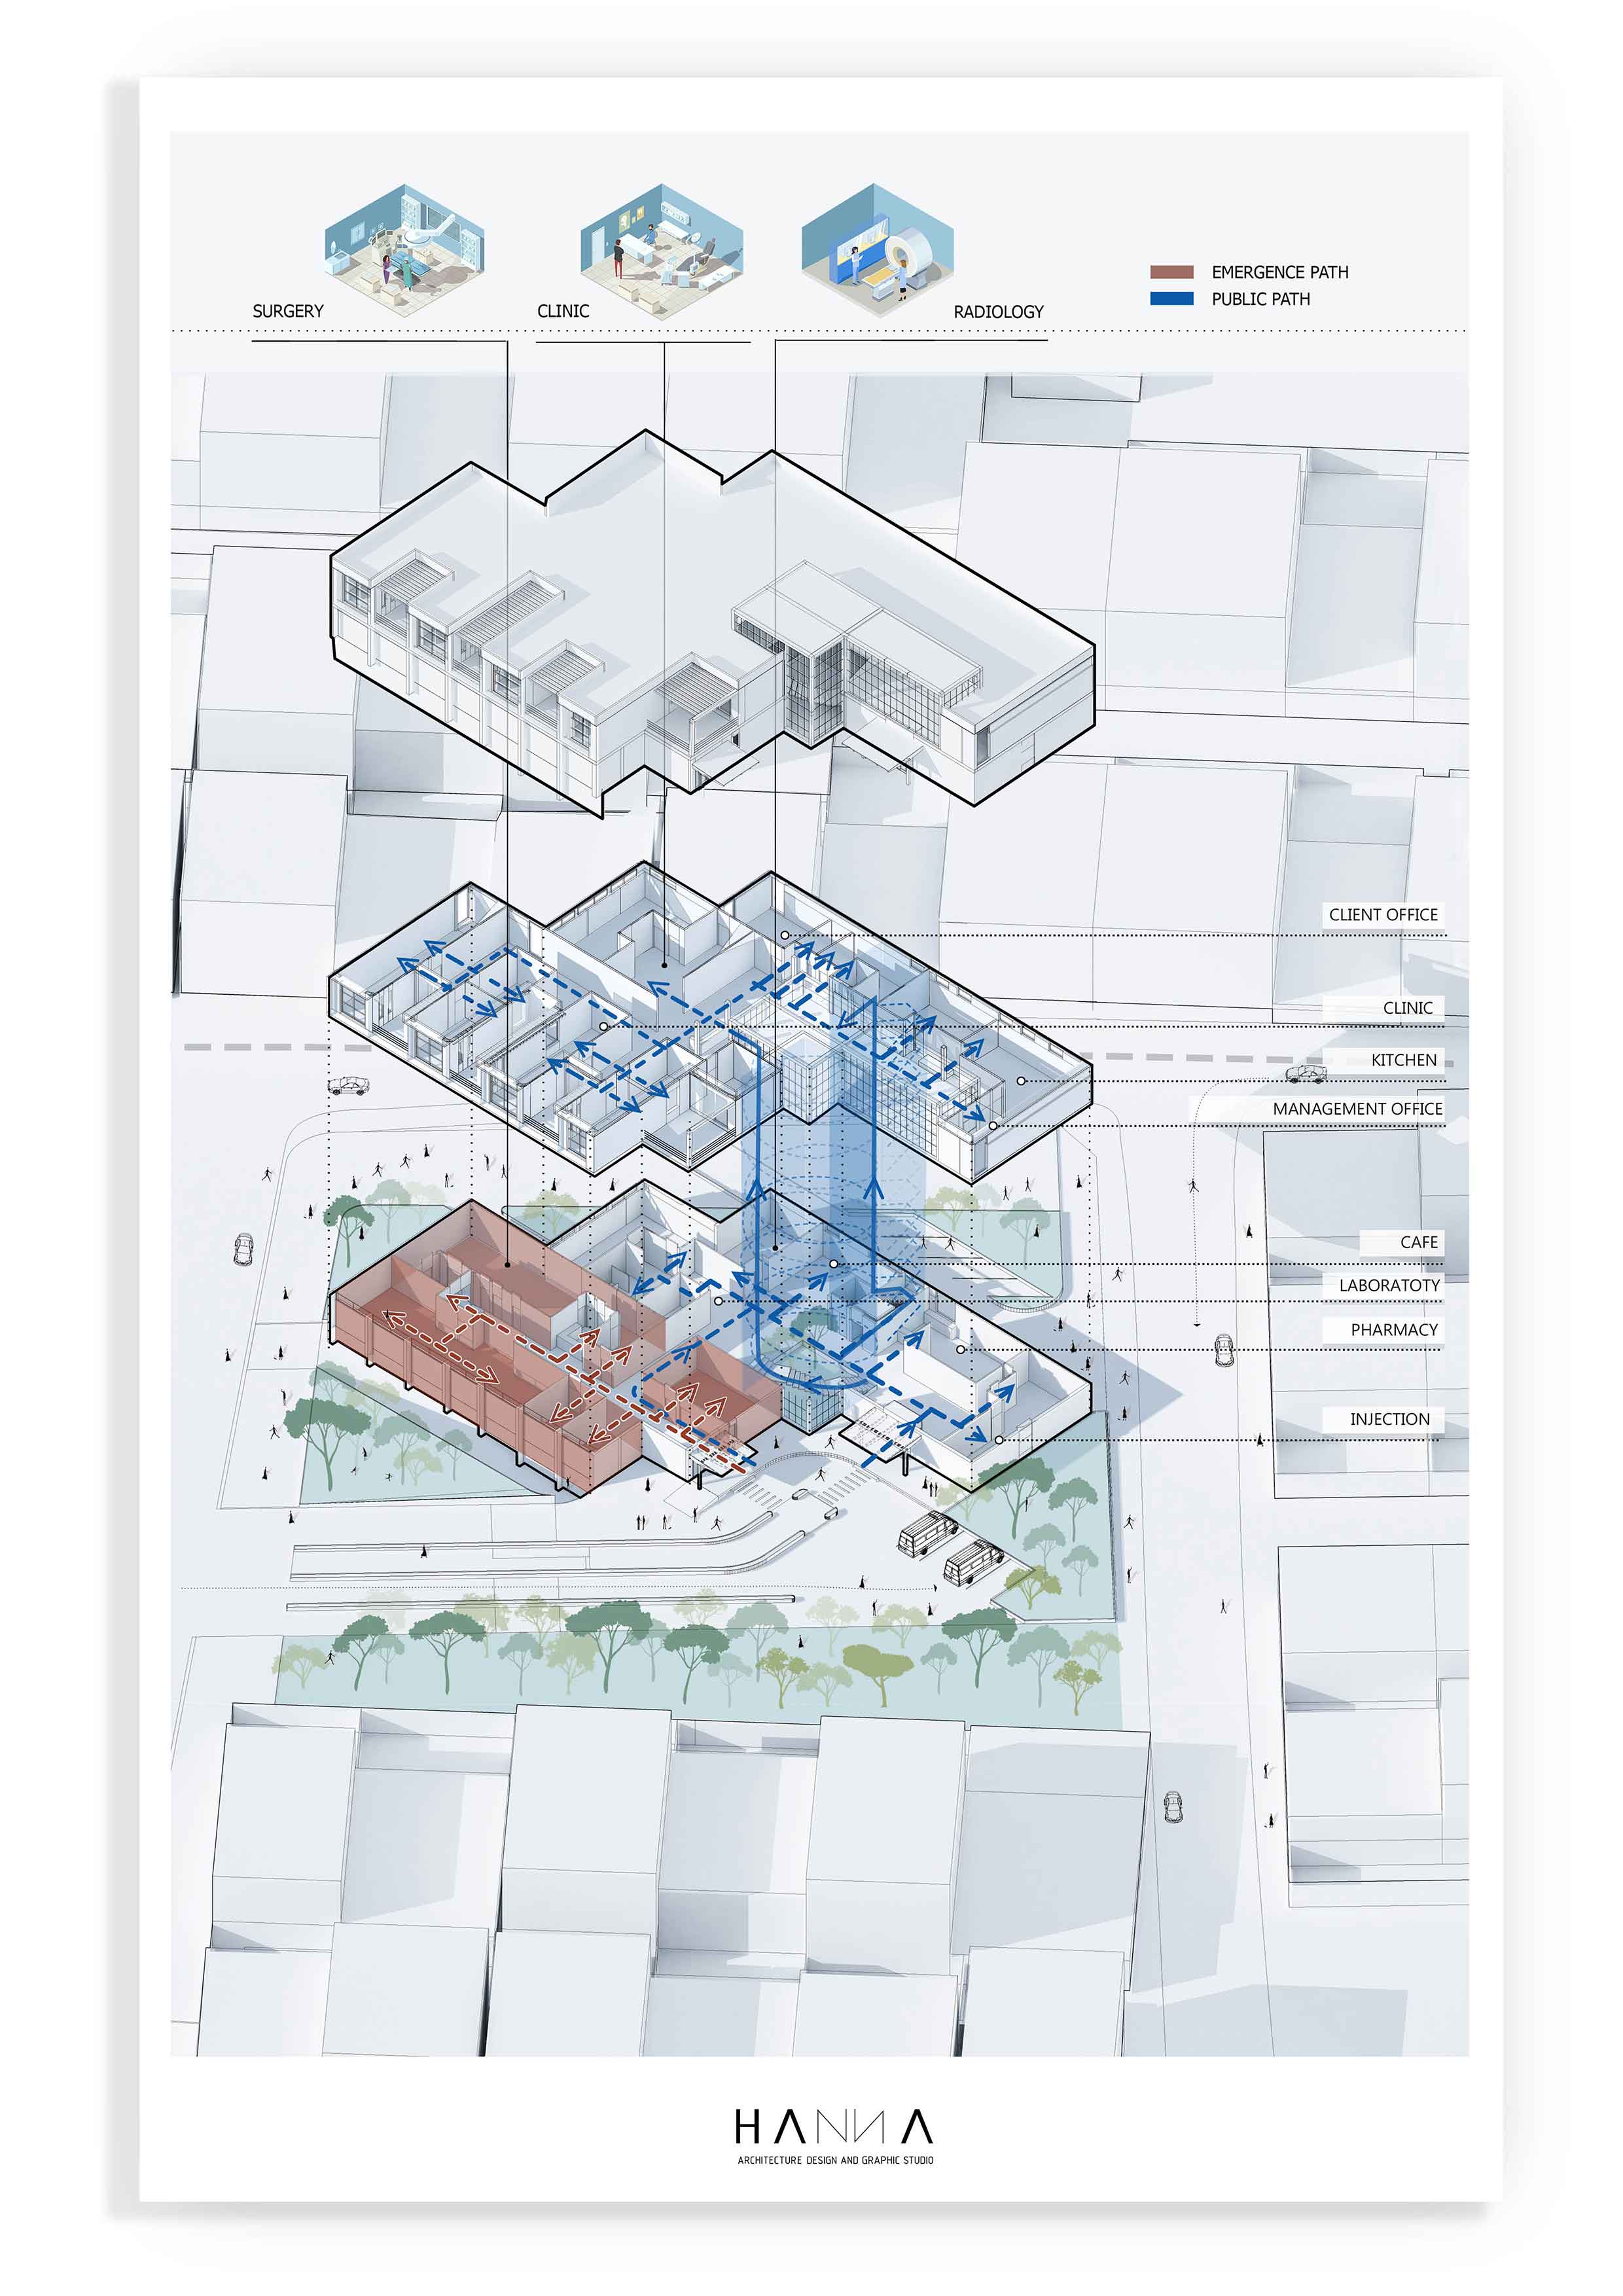 EMERGENCE PATH
PUBLIC PATH
SURGERY
CLINIC
RADIOLOGY
CLIENT OFFICE
CLINIC
KITCHEN
MANAGEMENT OFFICE
CAFE
LABORATOTY
PHARMACY
INJECTION
HANNA
ARCHITECTURE DESIGN AND GRAPHIC STUDIO